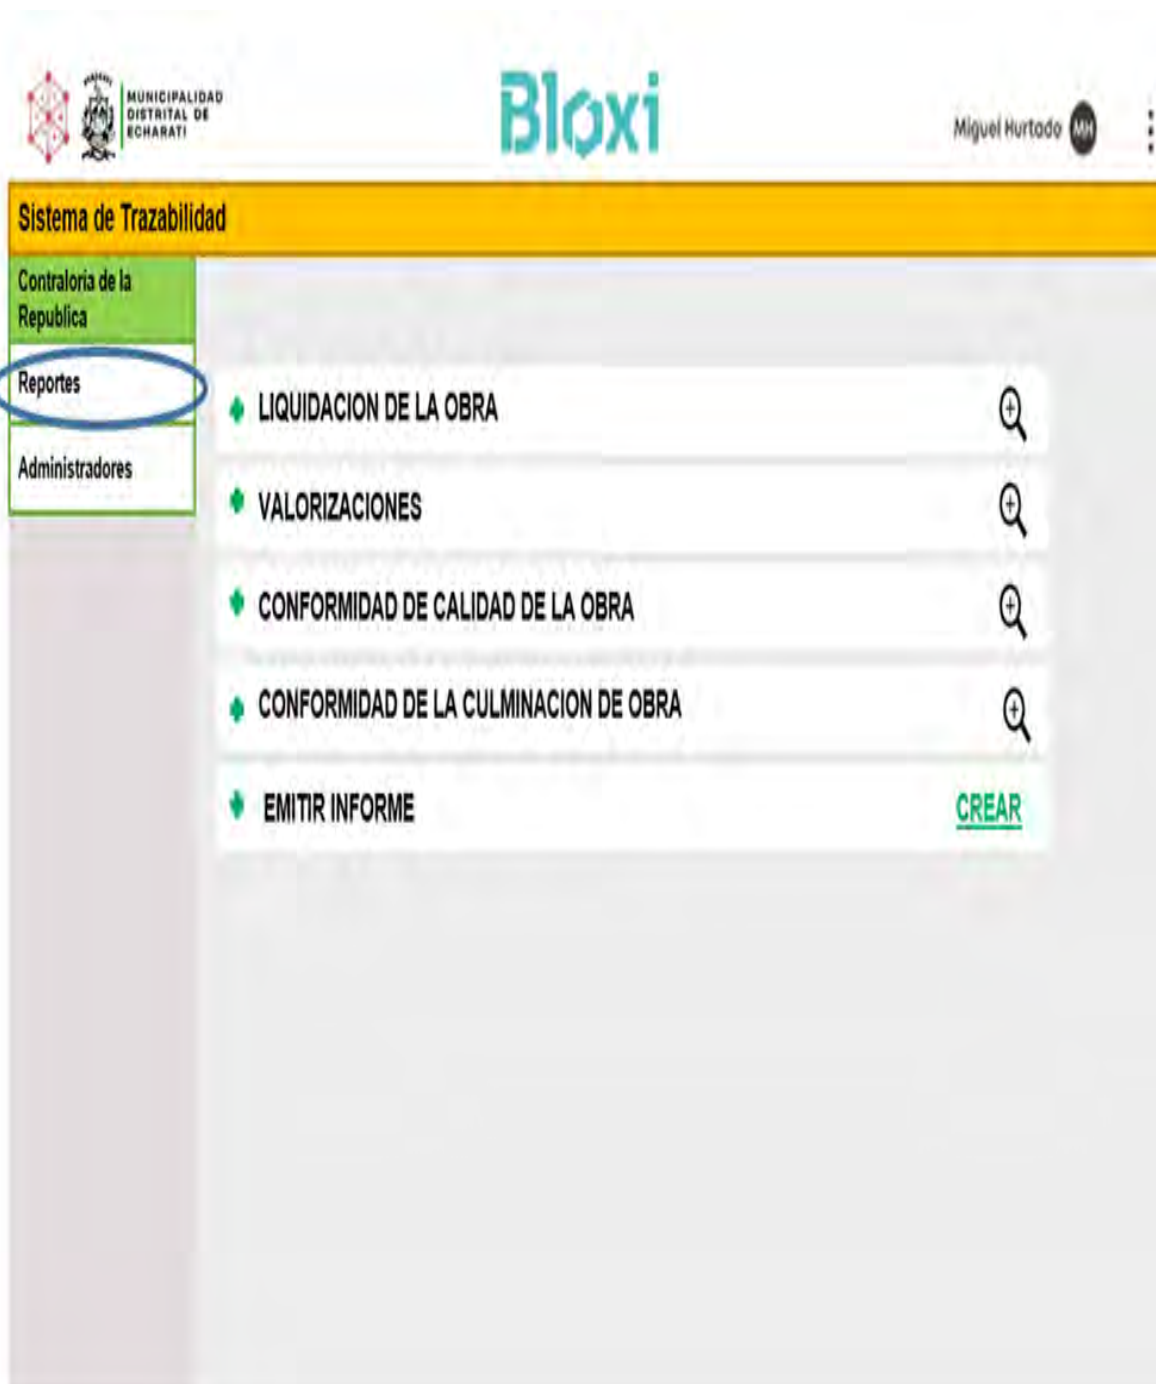 MUNICIPALIDAD
DISTRITAL DE
ECHARATI
Bloxi
Miguel Hurtado MH
Sistema de Trazabilidad
Contraloria de la
Republica
Reportes
Administradores
LIQUIDACION DE LA OBRA
VALORIZACIONES
CONFORMIDAD DE CALIDAD DE LA OBRA
CONFORMIDAD DE LA CULMINACION DE OBRA
EMITIR INFORME CREAR